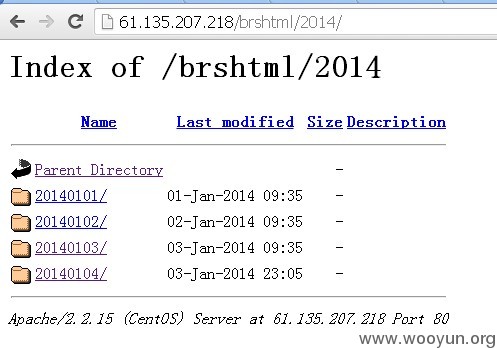 61.135.207.218/brshtml/2014/
Index of /brshtml/2014
Name Last modified Size Description
Parent Directory -
20140101/ 01-Jan-2014 09:35 -
20140102/ 02-Jan-2014 09:35 -
20140103/ 03-Jan-2014 09:35 -
20140104/ 03-Jan-2014 23:05 -
Apache/2.2.15 (CentOS) Server at 61.135.207.218 Port 80
www.wooyun.org